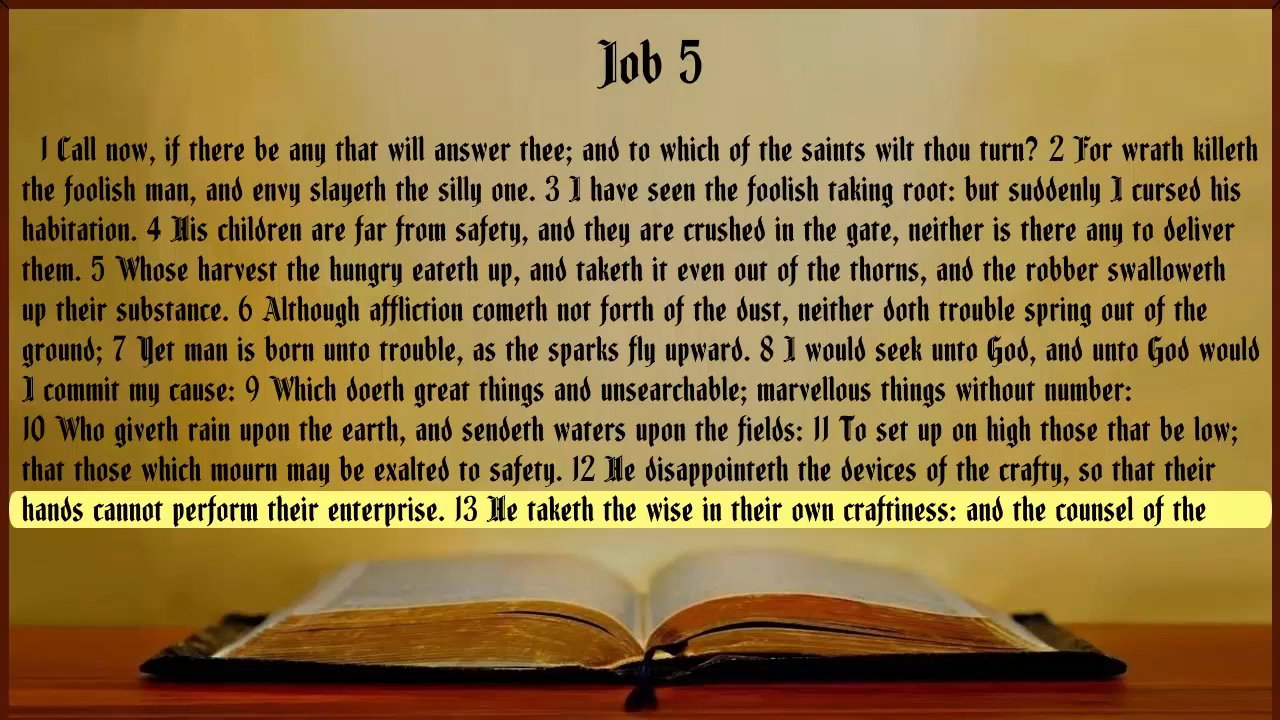 Job 5
1 Call now, if there be any that will answer thee; and to which of the saints wilt thou turn? 2 For wrath killeth
the foolish man, and envy slayeth the silly one. 3 I have seen the foolish taking root: but suddenly I cursed his
habitation. 4 His children are far from safety, and they are crushed in the gate, neither is there any to deliver
them. 5 Whose harvest the hungry eateth up, and taketh it even out of the thorns, and the robber swalloweth
up their substance. 6 Although affliction cometh not forth of the dust, neither doth trouble spring out of the
ground; 7 Yet man is born unto trouble, as the sparks fly upward. 8 I would seek unto God, and unto God would
I commit my cause: 9 Which doeth great things and unsearchable; marvellous things without number:
10 Who giveth rain upon the earth, and sendeth waters upon the fields: 11 To set up on high those that be low;
that those which mourn may be exalted to safety. 12 He disappointeth the devices of the crafty, so that their
hands cannot perform their enterprise. 13 He taketh the wise in their own craftiness: and the counsel of the